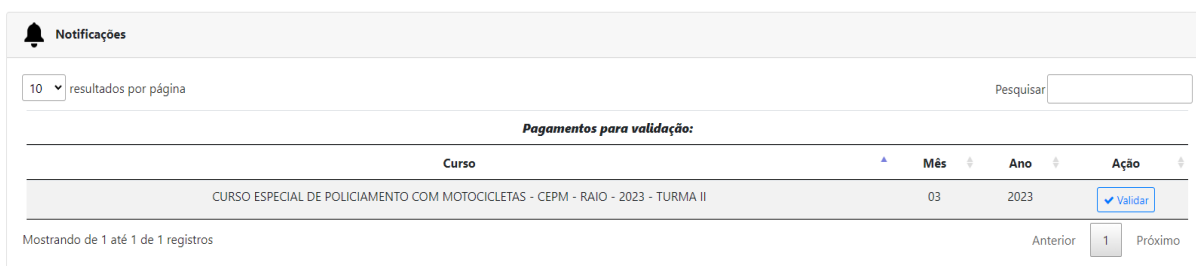 Notificações
10 resultados por página
Pesquisar
Pagamentos para validação:
Curso Mês Ano Ação
CURSO ESPECIAL DE POLICIAMENTO COM MOTOCICLETAS - CEPM - RAIO - 2023 - TURMA II 03 2023 Validar
Mostrando de 1 até 1 de 1 registros
Anterior 1 Próximo